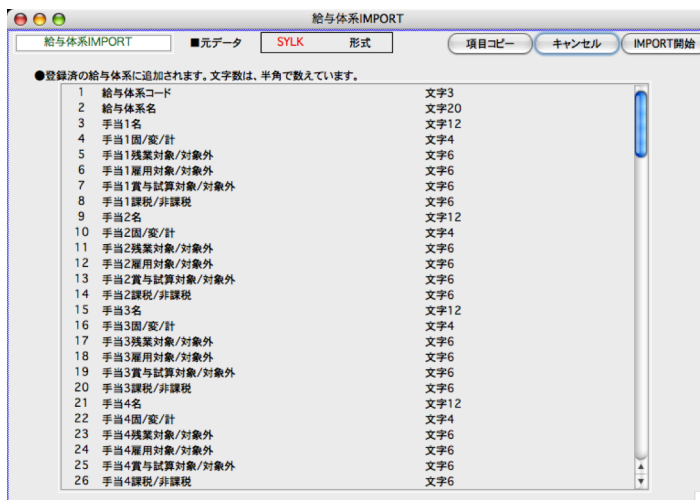 給与体系IMPORT
給与体系IMPORT ■元データ SYLK 形式 項目コピー キャンセル IMPORT開始
●登録済の給与体系に追加されます。文字数は、半角で数えています。
1 給与体系コード 文字3
2 給与体系名 文字20
3 手当1名 文字12
4 手当1固/変/計 文字4
5 手当1残業対象/対象外 文字6
6 手当1雇用対象/対象外 文字6
7 手当1賞与試算対象/対象外 文字6
8 手当1課税/非課税 文字6
9 手当2名 文字12
10 手当2固/変/計 文字4
11 手当2残業対象/対象外 文字6
12 手当2雇用対象/対象外 文字6
13 手当2賞与試算対象/対象外 文字6
14 手当2課税/非課税 文字6
15 手当3名 文字12
16 手当3固/変/計 文字4
17 手当3残業対象/対象外 文字6
18 手当3雇用対象/対象外 文字6
19 手当3賞与試算対象/対象外 文字6
20 手当3課税/非課税 文字6
21 手当4名 文字12
22 手当4固/変/計 文字4
23 手当4残業対象/対象外 文字6
24 手当4雇用対象/対象外 文字6
25 手当4賞与試算対象/対象外 文字6
26 手当4課税/非課税 文字6